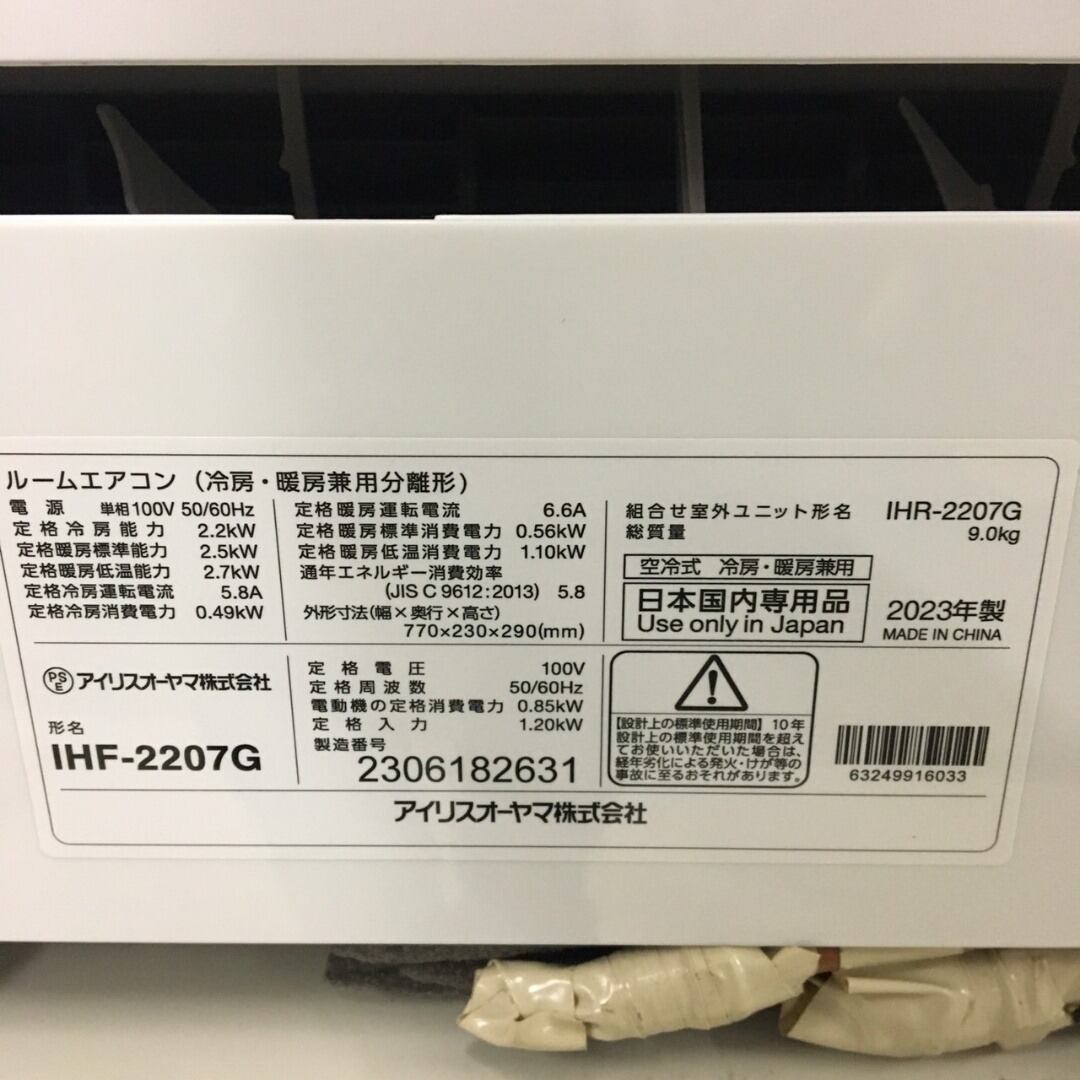 ルームエアコン（冷房・暖房兼用分離形）
電源 単相100V 50/60Hz
定格冷房能力 2.2kW
定格暖房標準能力 2.5kW
定格暖房低温能力 2.7kW
定格冷房運転電流 5.8A
定格冷房消費電力 0.49kW
定格暖房運転電流 6.6A
定格暖房標準消費電力 0.56kW
定格暖房低温消費電力 1.10kW
通年エネルギー消費効率
(JIS C 9612:2013) 5.8
外形寸法(幅×奥行×高さ)
770×230×290(mm)
組合せ室外ユニット形名 IHR-2207G
総質量 9.0kg
空冷式 冷房・暖房兼用
日本国内専用品
Use only in Japan
2023年製
MADE IN CHINA
PSE アイリスオーヤマ株式会社
形名
IHF-2207G
定格電圧 100V
定格周波数 50/60Hz
電動機の定格消費電力 0.85kW
定格入力 1.20kW
製造番号
2306182631
【設計上の標準使用期間】10年
設計上の標準使用期間を超え
てお使いいただいた場合は、
経年劣化による発火・けが等の
事故に至るおそれがあります。
63249916033
アイリスオーヤマ株式会社